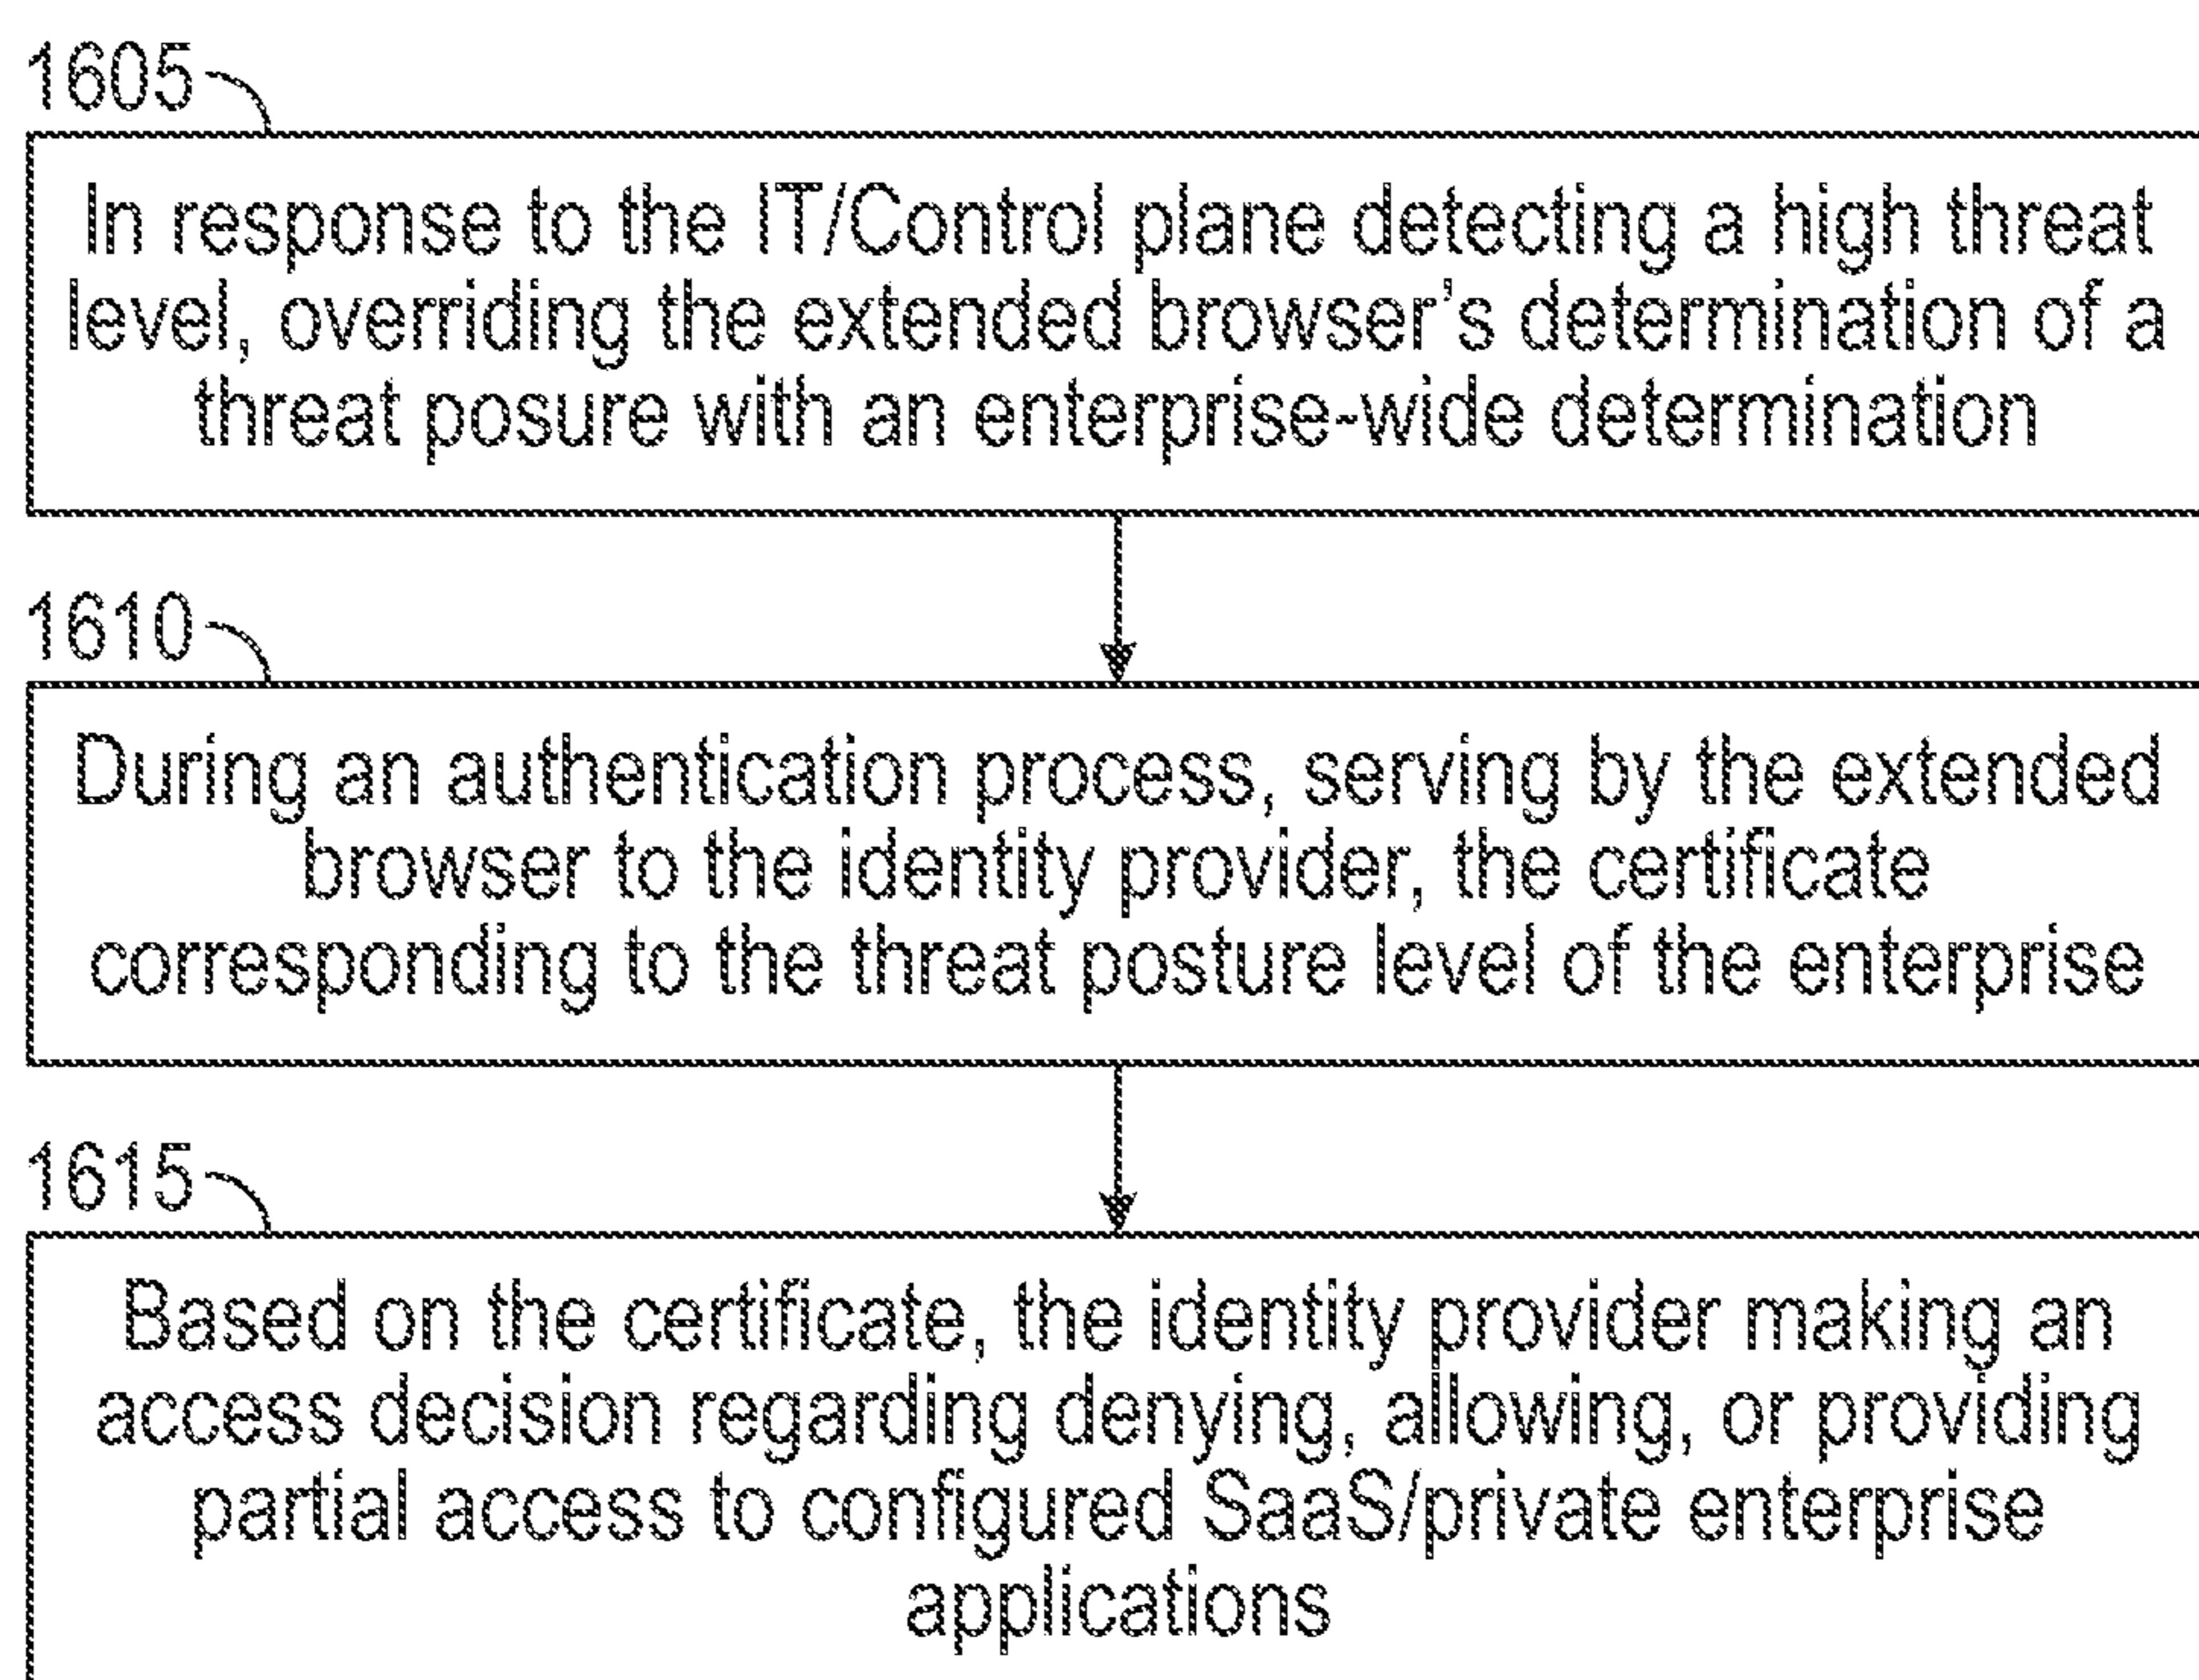 1605
In response to the IT/Control plane detecting a high threat
level, overriding the extended browser's determination of a
threat posure with an enterprise-wide determination
1610
During an authentication process, serving by the extended
browser to the identity provider, the certificate
corresponding to the threat posture level of the enterprise
1615
Based on the certificate, the identity provider making an
access decision regarding denying, allowing, or providing
partial access to configured SaaS/private enterprise
applications